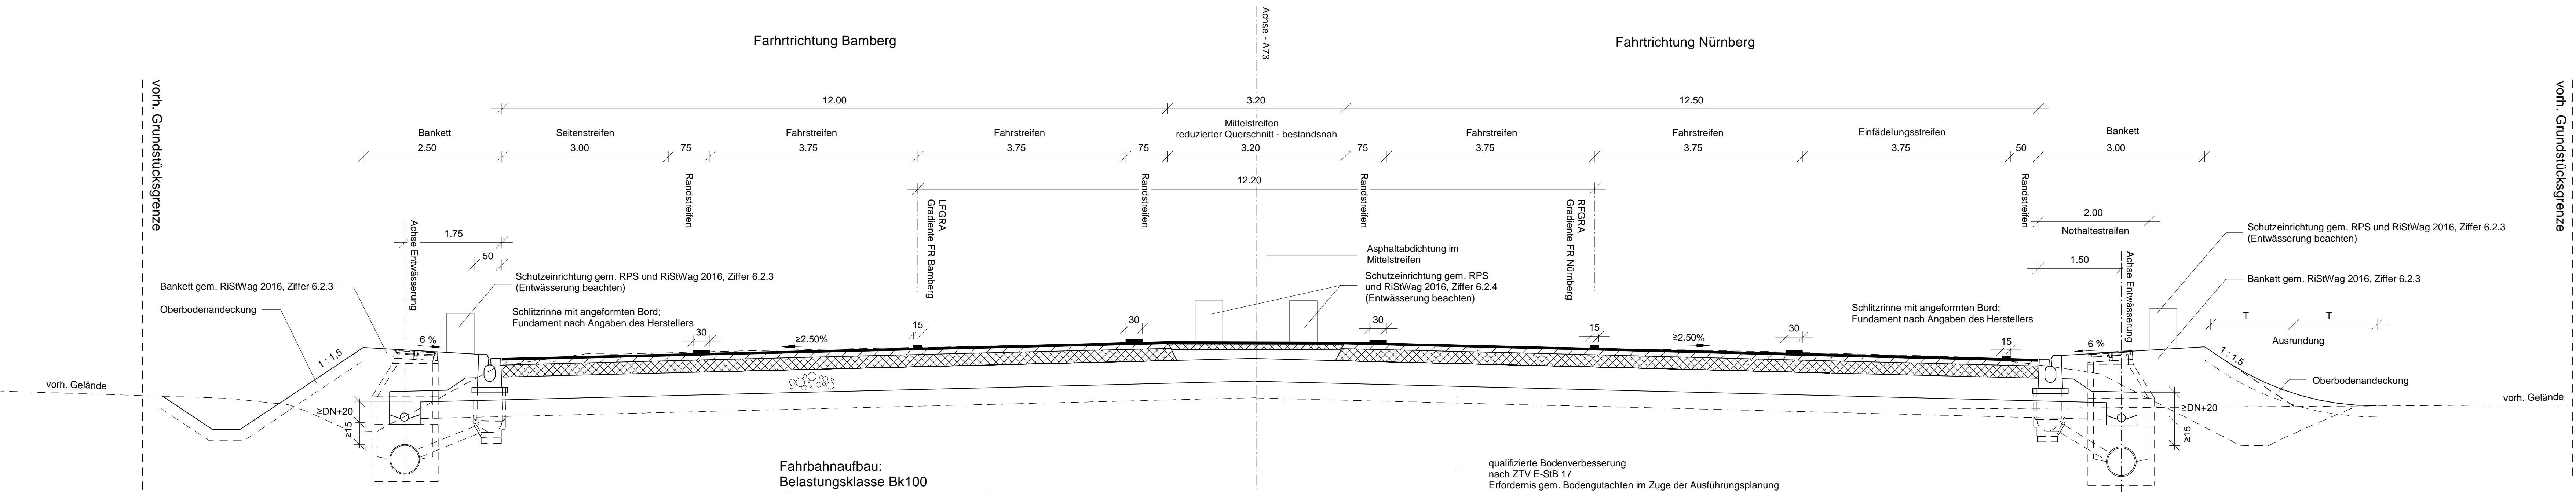 Farhrtrichtung Bamberg
Achse - A73
Fahrtrichtung Nürnberg
vorh. Grundstücksgrenze
vorh. Grundstücksgrenze
12.00
3.20
12.50
Bankett
Seitenstreifen
Fahrstreifen
Fahrstreifen
Mittelstreifen
reduzierter Querschnitt - bestandsnah
Fahrstreifen
Fahrstreifen
Einfädelungsstreifen
Bankett
2.50
3.00
75
3.75
3.75
75
3.20
75
3.75
3.75
3.75
50
3.00
Randstreifen
Randstreifen
Randstreifen
Randstreifen
12.20
LFGRA
Gradiente FR Bamberg
RFGRA
Gradiente FR Nürnberg
Achse Entwässerung
1.75
50
2.00
Nothaltestreifen
1.50
Achse Entwässerung
Schutzeinrichtung gem. RPS und RiStWag 2016, Ziffer 6.2.3
(Entwässerung beachten)
Bankett gem. RiStWag 2016, Ziffer 6.2.3
Oberbodenandeckung
Schutzeinrichtung gem. RPS und RiStWag 2016, Ziffer 6.2.3
(Entwässerung beachten)
Schlitzrinne mit angeformten Bord;
Fundament nach Angaben des Herstellers
Asphaltabdichtung im
Mittelstreifen
Schutzeinrichtung gem. RPS
und RiStWag 2016, Ziffer 6.2.4
(Entwässerung beachten)
Schlitzrinne mit angeformten Bord;
Fundament nach Angaben des Herstellers
Bankett gem. RiStWag 2016, Ziffer 6.2.3
T
T
Ausrundung
1 : 1,5
6 %
30
≥2.50%
15
30
30
15
≥2.50%
30
15
6 %
1 : 1,5
Oberbodenandeckung
vorh. Gelände
≥DN+20
≥15
≥DN+20
≥15
vorh. Gelände
Fahrbahnaufbau:
Belastungsklasse Bk100
qualifizierte Bodenverbesserung
nach ZTV E-StB 17
Erfordernis gem. Bodengutachten im Zuge der Ausführungsplanung